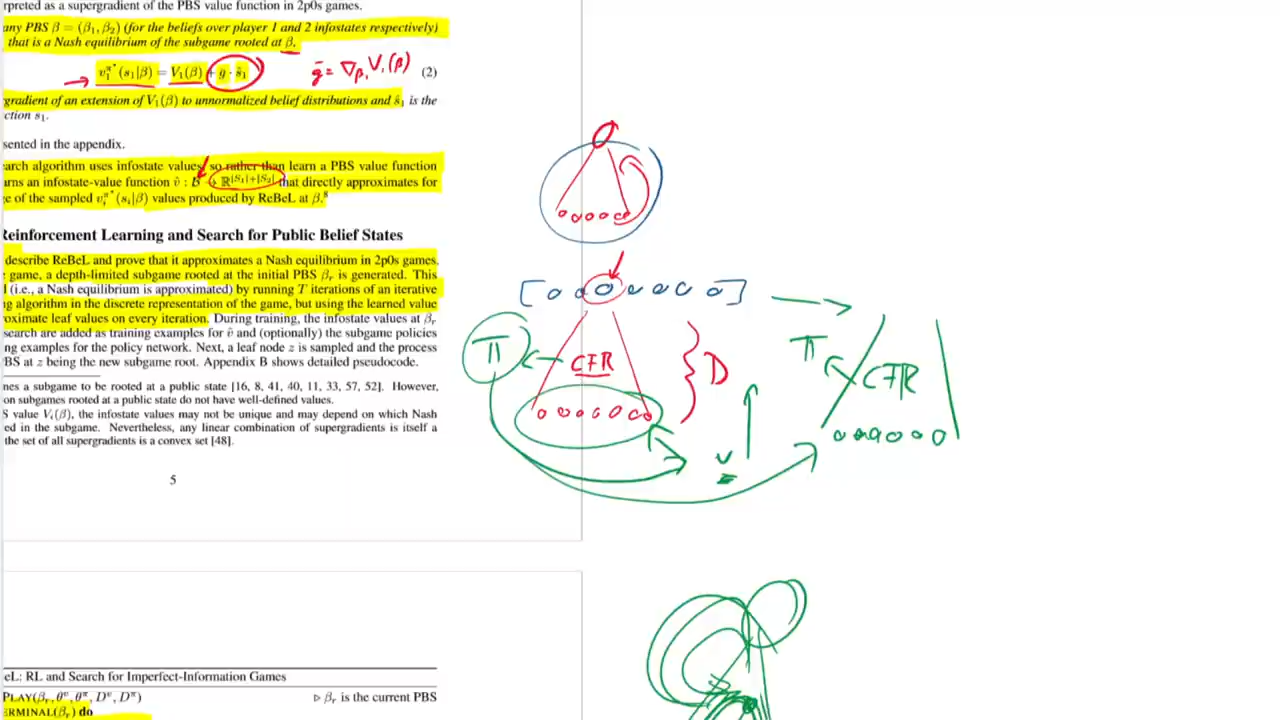 rpreted as a supergradient of the PBS value function in 2p0s games.
any PBS β = (β₁, β₂) (for the beliefs over player 1 and 2 infostates respectively)
that is a Nash equilibrium of the subgame rooted at β,
v₁^π*(s₁|β) = V₁(β) + ḡ · ŝ₁ (2)
ḡ = ∇β₁ V₁(β)
gradient of an extension of V₁(β) to unnormalized belief distributions and ŝ₁ is the
ction s₁.
sented in the appendix.
earch algorithm uses infostate values, so rather than learn a PBS value function
arns an infostate-value function v̂ : B → ℝ^|S₁|+|S₂| that directly approximates for
e of the sampled v₁^π*(sᵢ|β) values produced by ReBeL at β.⁸
Reinforcement Learning and Search for Public Belief States
describe ReBeL and prove that it approximates a Nash equilibrium in 2p0s games.
game, a depth-limited subgame rooted at the initial PBS βᵣ is generated. This
(i.e., a Nash equilibrium is approximated) by running T iterations of an iterative
ng algorithm in the discrete representation of the game, but using the learned value
oximate leaf values on every iteration. During training, the infostate values at βᵣ
search are added as training examples for v̂ and (optionally) the subgame policies
ng examples for the policy network. Next, a leaf node z is sampled and the process
BS at z being the new subgame root. Appendix B shows detailed pseudocode.
nes a subgame to be rooted at a public state [16, 8, 41, 40, 11, 33, 57, 52]. However,
on subgames rooted at a public state do not have well-defined values.
S value Vᵢ(β), the infostate values may not be unique and may depend on which Nash
ed in the subgame. Nevertheless, any linear combination of supergradients is itself a
the set of all supergradients is a convex set [48].
5
π
CFR
D
v
π
CFR
eL: RL and Search for Imperfect-Information Games
PLAY(βᵣ, θᵛ, θ^π, Dᵛ, D^π) ▷ βᵣ is the current PBS
ERMINAL(βᵣ) do